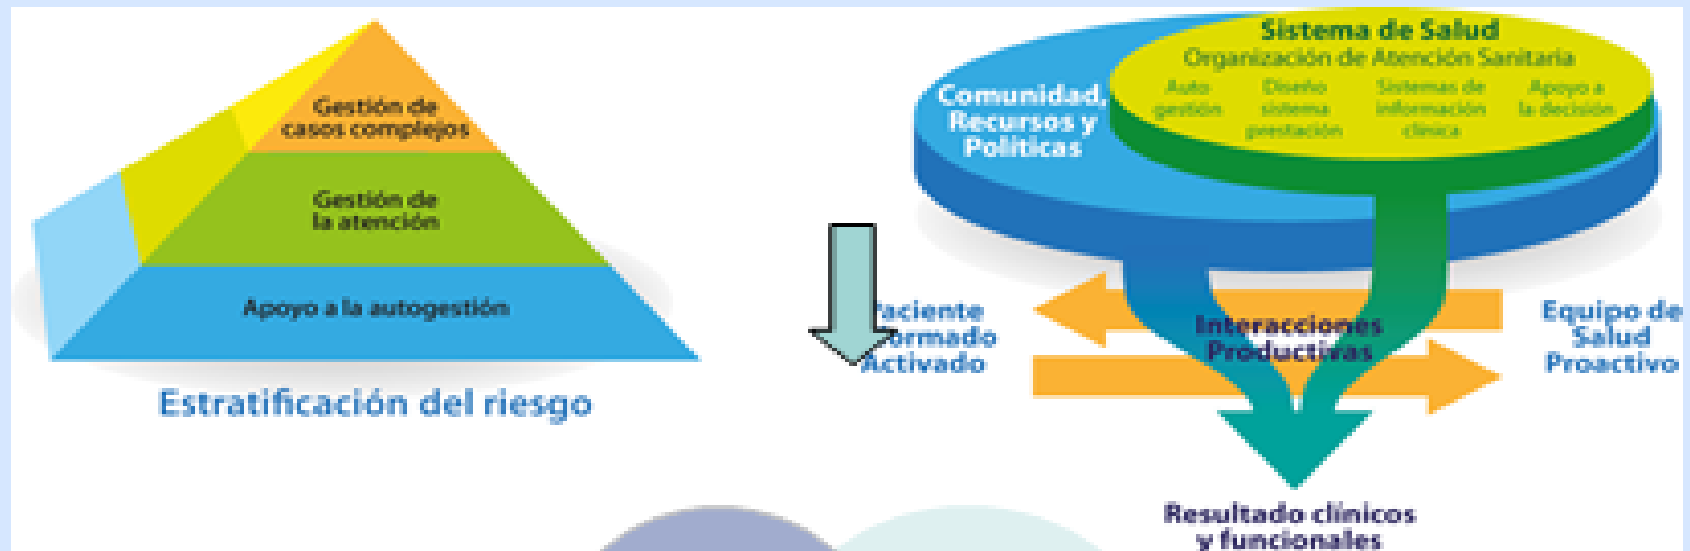 Gestión de
casos complejos
Gestión de
la atención
Apoyo a la autogestión
Estratificación del riesgo
Sistema de Salud
Organización de Atención Sanitaria
Auto
gestión
Diseño
sistema
prestación
Sistemas de
información
clínica
Apoyo a
la decisión
Comunidad,
Recursos y
Políticas
aciente
ormado
Activado
Interacciones
Productivas
Equipo de
Salud
Proactivo
Resultado clínicos
y funcionales